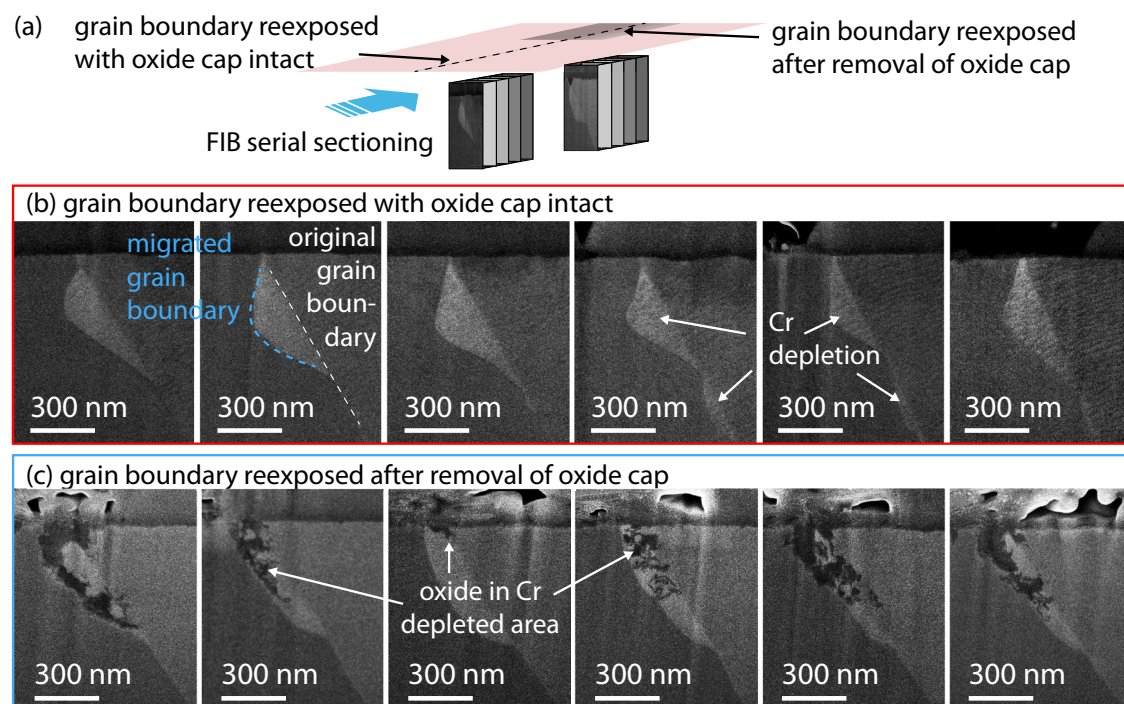 (a)
grain boundary reexposed
with oxide cap intact
grain boundary reexposed
after removal of oxide cap
FIB serial sectioning
(b) grain boundary reexposed with oxide cap intact
migrated
grain
boundary
original
grain
boun-
dary
Cr
depletion
300 nm
300 nm
300 nm
300 nm
300 nm
300 nm
(c) grain boundary reexposed after removal of oxide cap
oxide in Cr
depleted area
300 nm
300 nm
300 nm
300 nm
300 nm
300 nm